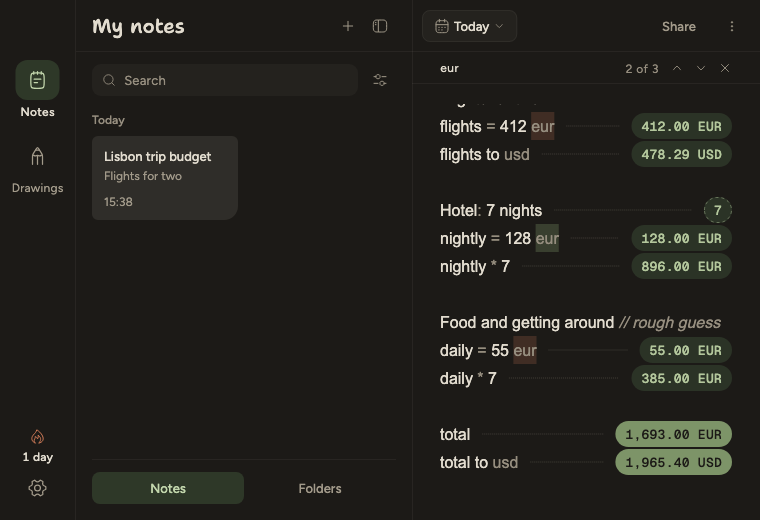 My notes
Notes
Drawings
1 day
Search
Today
Lisbon trip budget
Flights for two
15:38
Notes
Folders
Today
Share
eur
2 of 3
flights = 412 eur 412.00 EUR
flights to usd 478.29 USD
Hotel: 7 nights 7
nightly = 128 eur 128.00 EUR
nightly * 7 896.00 EUR
Food and getting around // rough guess
daily = 55 eur 55.00 EUR
daily * 7 385.00 EUR
total 1,693.00 EUR
total to usd 1,965.40 USD